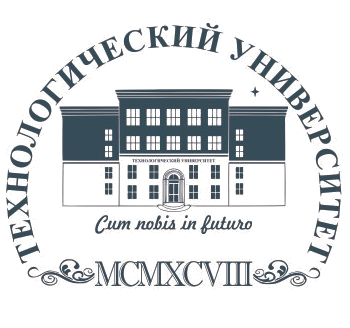 ТЕХНОЛОГИЧЕСКИЙ УНИВЕРСИТЕТ
ТЕХНОЛОГИЧЕСКИЙ УНИВЕРСИТЕТ
Cum nobis in futuro
MCMXCVIII